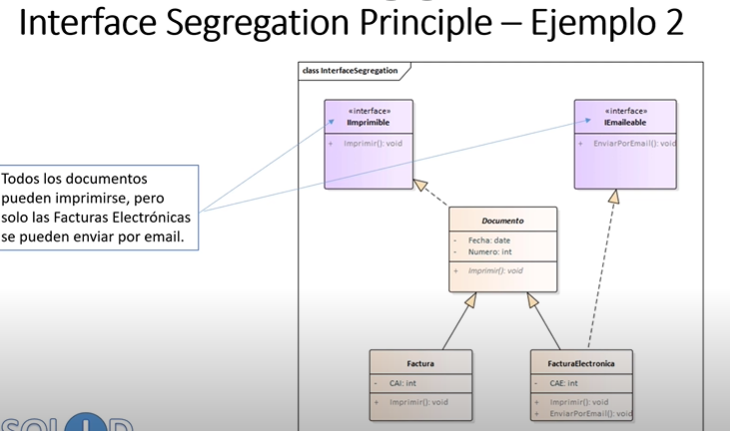 Interface Segregation Principle – Ejemplo 2
class InterfaceSegregation
«interface»
IImprimible
+ Imprimir(): void
«interface»
IEmaileable
+ EnviarPorEmail(): void
Todos los documentos
pueden imprimirse, pero
solo las Facturas Electrónicas
se pueden enviar por email.
Documento
- Fecha: date
- Numero: int
+ Imprimir(): void
Factura
- CAI: int
+ Imprimir(): void
FacturaElectronica
- CAE: int
+ Imprimir(): void
+ EnviarPorEmail(): void
SOLID